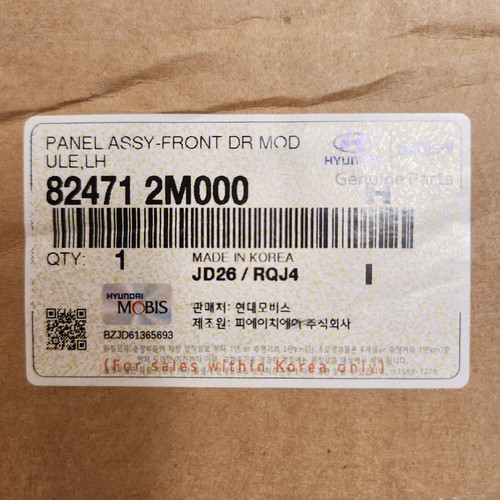 PANEL ASSY-FRONT DR MOD
ULE,LH
HYUNDAI
KIA
Genuine Parts
82471 2M000
H
QTY: 1
MADE IN KOREA
JD26 / RQJ4
I
HYUNDAI
MOBIS
BZJD61365693
판매처: 현대모비스
제조원: 피에이치에이 주식회사
(For sales within Korea only)